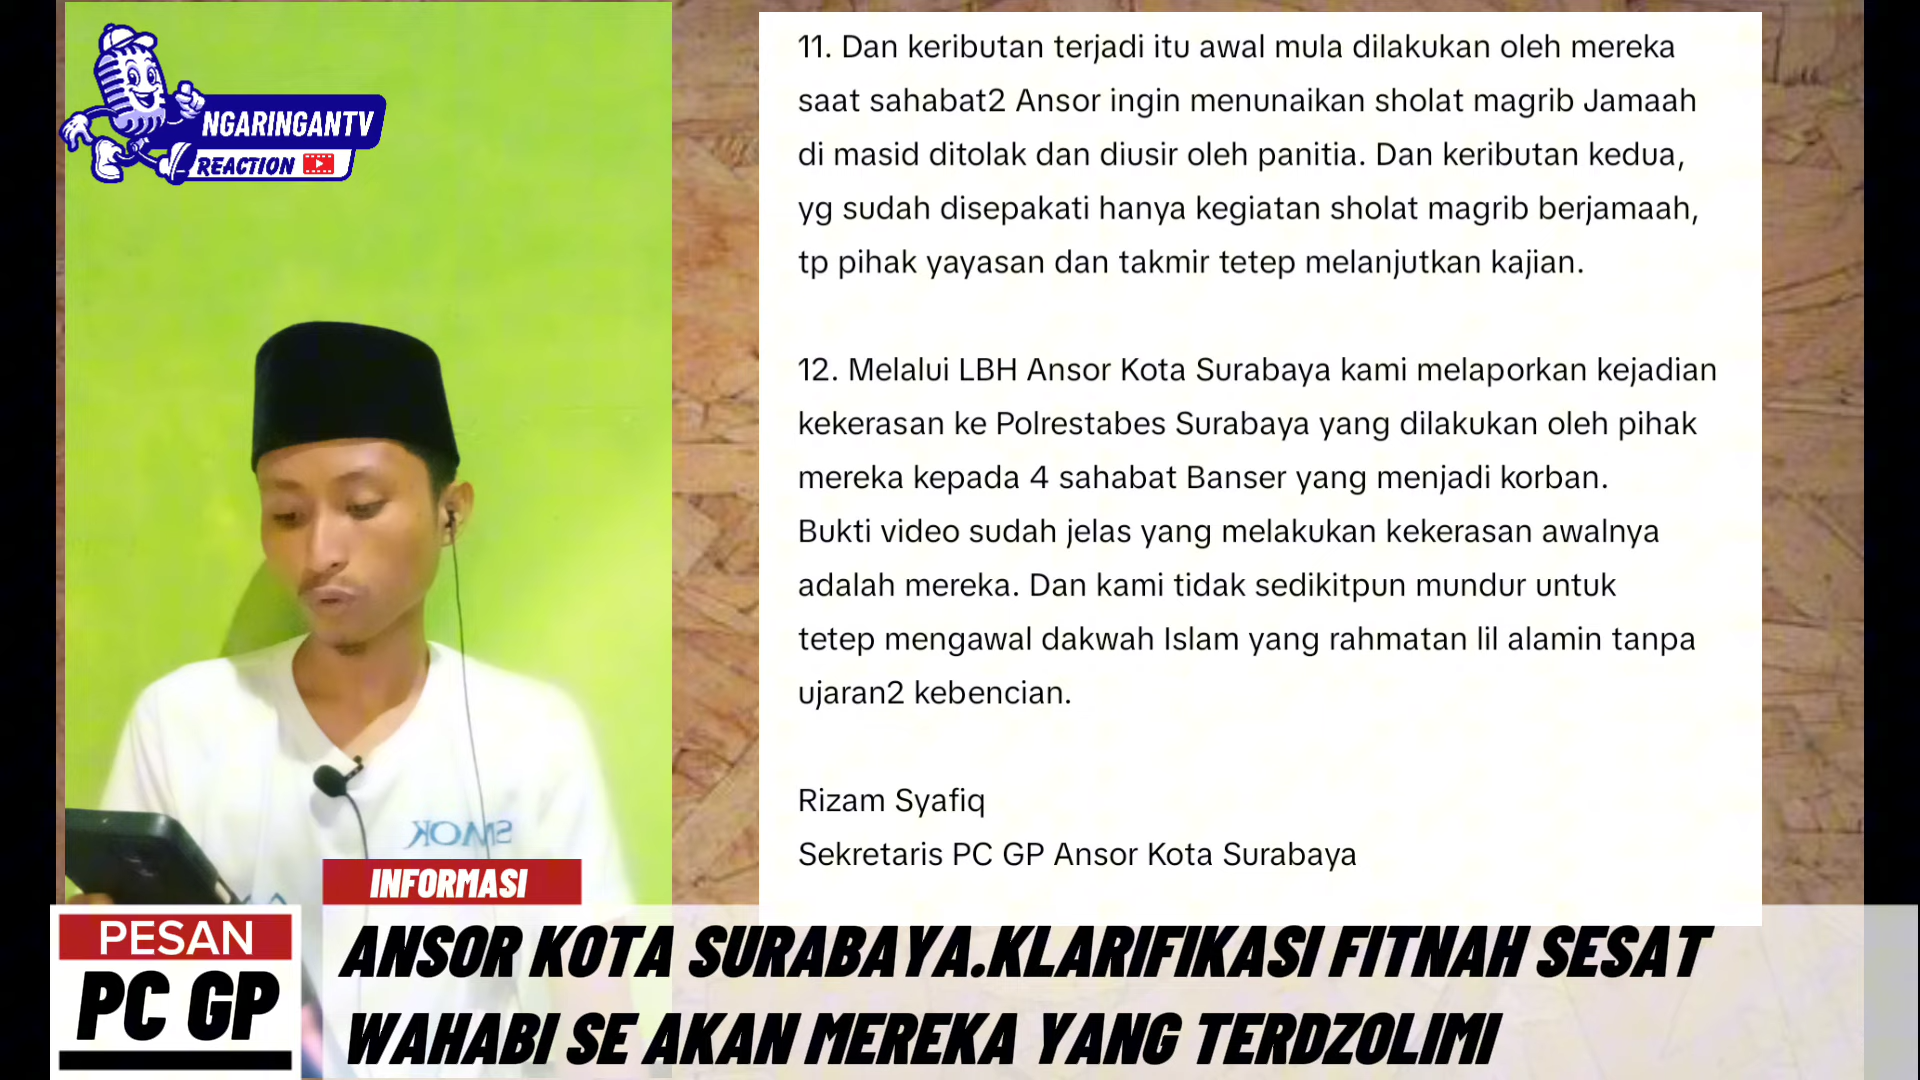 NGARINGANTV
REACTION
11. Dan keributan terjadi itu awal mula dilakukan oleh mereka
saat sahabat2 Ansor ingin menunaikan sholat magrib Jamaah
di masid ditolak dan diusir oleh panitia. Dan keributan kedua,
yg sudah disepakati hanya kegiatan sholat magrib berjamaah,
tp pihak yayasan dan takmir tetep melanjutkan kajian.
12. Melalui LBH Ansor Kota Surabaya kami melaporkan kejadian
kekerasan ke Polrestabes Surabaya yang dilakukan oleh pihak
mereka kepada 4 sahabat Banser yang menjadi korban.
Bukti video sudah jelas yang melakukan kekerasan awalnya
adalah mereka. Dan kami tidak sedikitpun mundur untuk
tetep mengawal dakwah Islam yang rahmatan lil alamin tanpa
ujaran2 kebencian.
Rizam Syafiq
Sekretaris PC GP Ansor Kota Surabaya
SMOK
INFORMASI
PESAN
PC GP
ANSOR KOTA SURABAYA.KLARIFIKASI FITNAH SESAT
WAHABI SE AKAN MEREKA YANG TERDZOLIMI